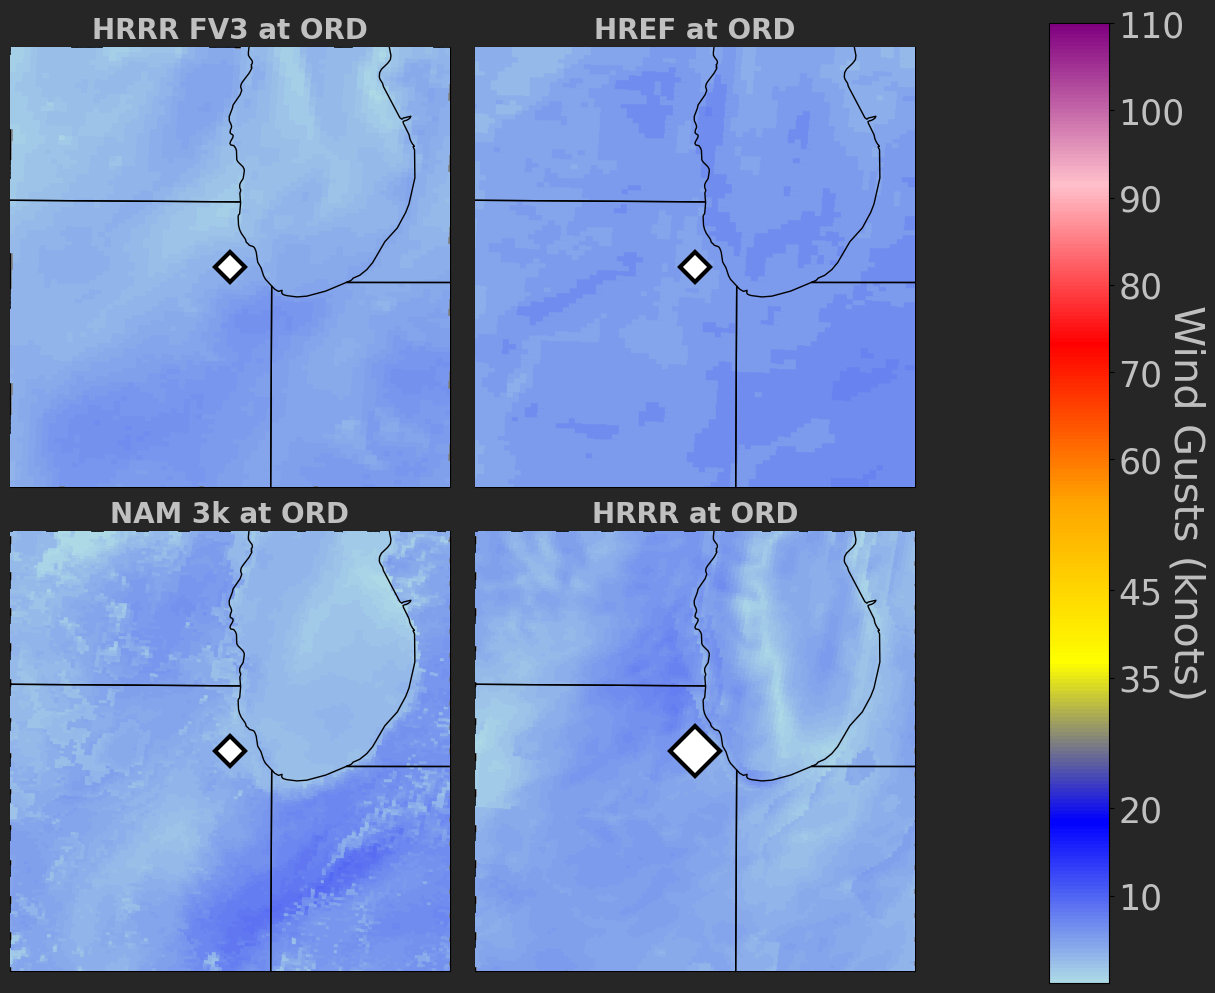 HRRR FV3 at ORD
HREF at ORD
NAM 3k at ORD
HRRR at ORD
110
100
90
80
70
60
45
35
20
10
Wind Gusts (knots)